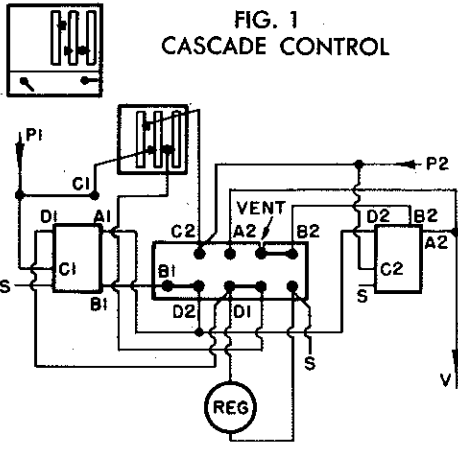 FIG. 1
CASCADE CONTROL
P1
C1
P2
VENT
D1 A1
C2 A2 B2
D2 B2
A2
C1
B1
C2
S
B1
S
D2 D1
S
V
REG